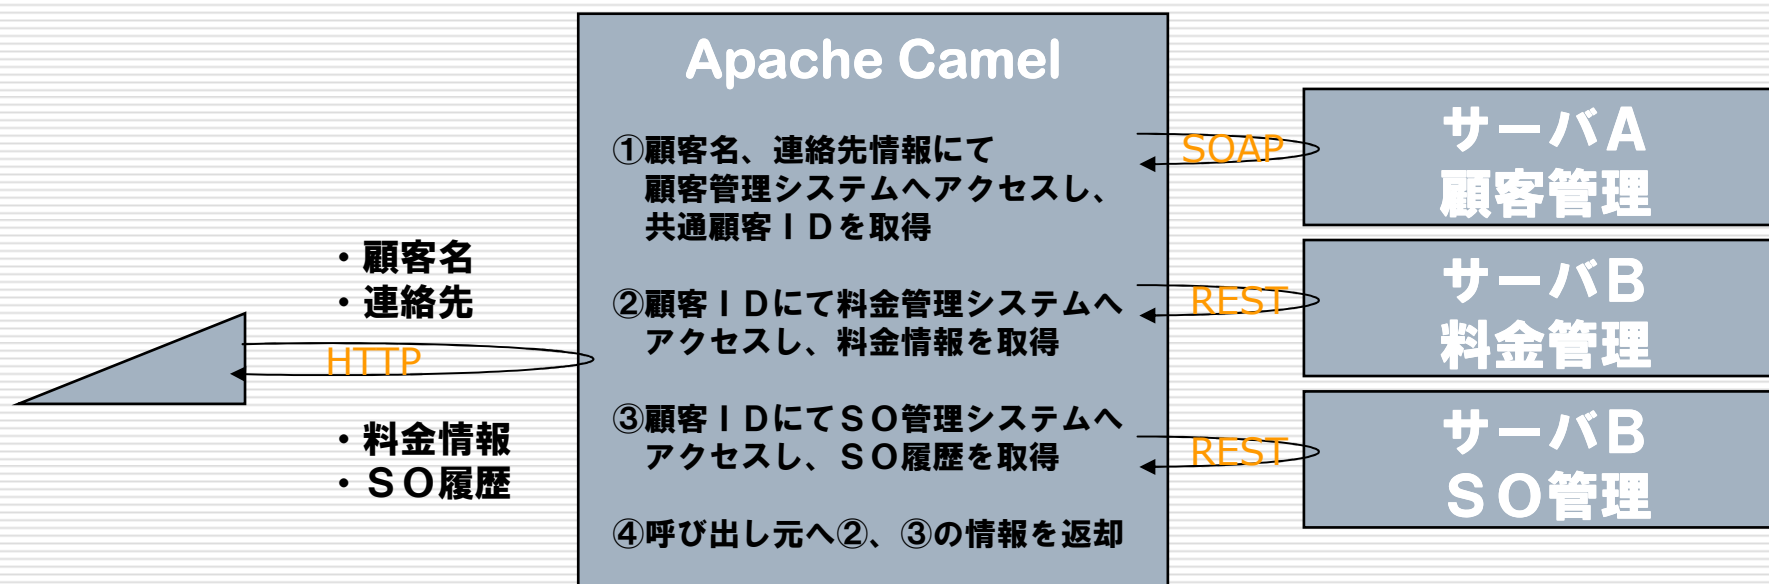 Apache Camel
①顧客名、連絡先情報にて
顧客管理システムへアクセスし、
共通顧客ＩＤを取得
②顧客ＩＤにて料金管理システムへ
アクセスし、料金情報を取得
③顧客ＩＤにてＳＯ管理システムへ
アクセスし、ＳＯ履歴を取得
④呼び出し元へ②、③の情報を返却
・顧客名
・連絡先
HTTP
・料金情報
・ＳＯ履歴
SOAP
REST
REST
サーバＡ
顧客管理
サーバＢ
料金管理
サーバＢ
ＳＯ管理